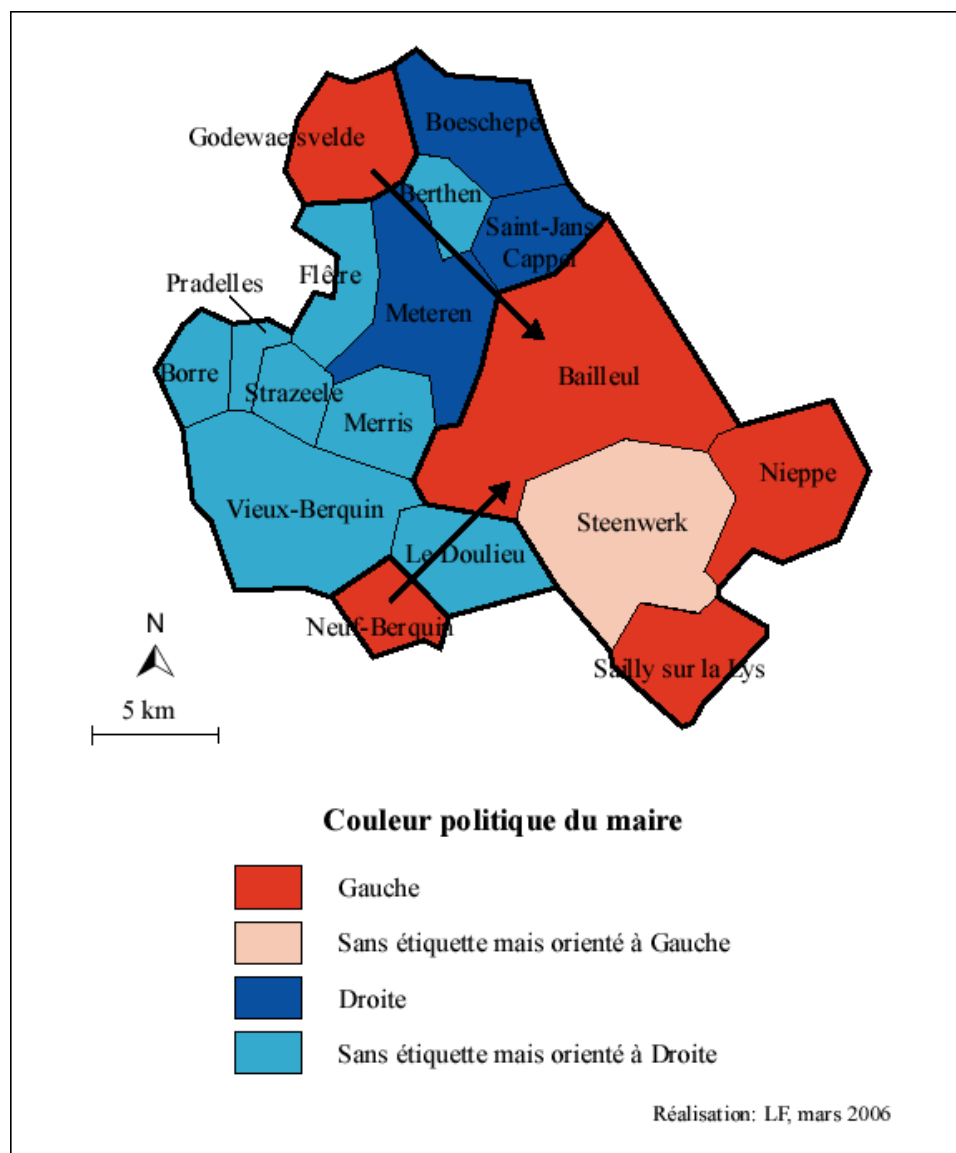 Boeschepe
Godewaersvelde
Berthen
Saint-Jans
Cappel
Flêtre
Pradelles
Meteren
Borre
Bailleul
Strazeele
Merris
Nieppe
Vieux-Berquin
Steenwerk
Le Doulieu
Neuf-Berquin
N
Sailly sur la Lys
5 km
Couleur politique du maire
Gauche
Sans étiquette mais orienté à Gauche
Droite
Sans étiquette mais orienté à Droite
Réalisation: LF, mars 2006